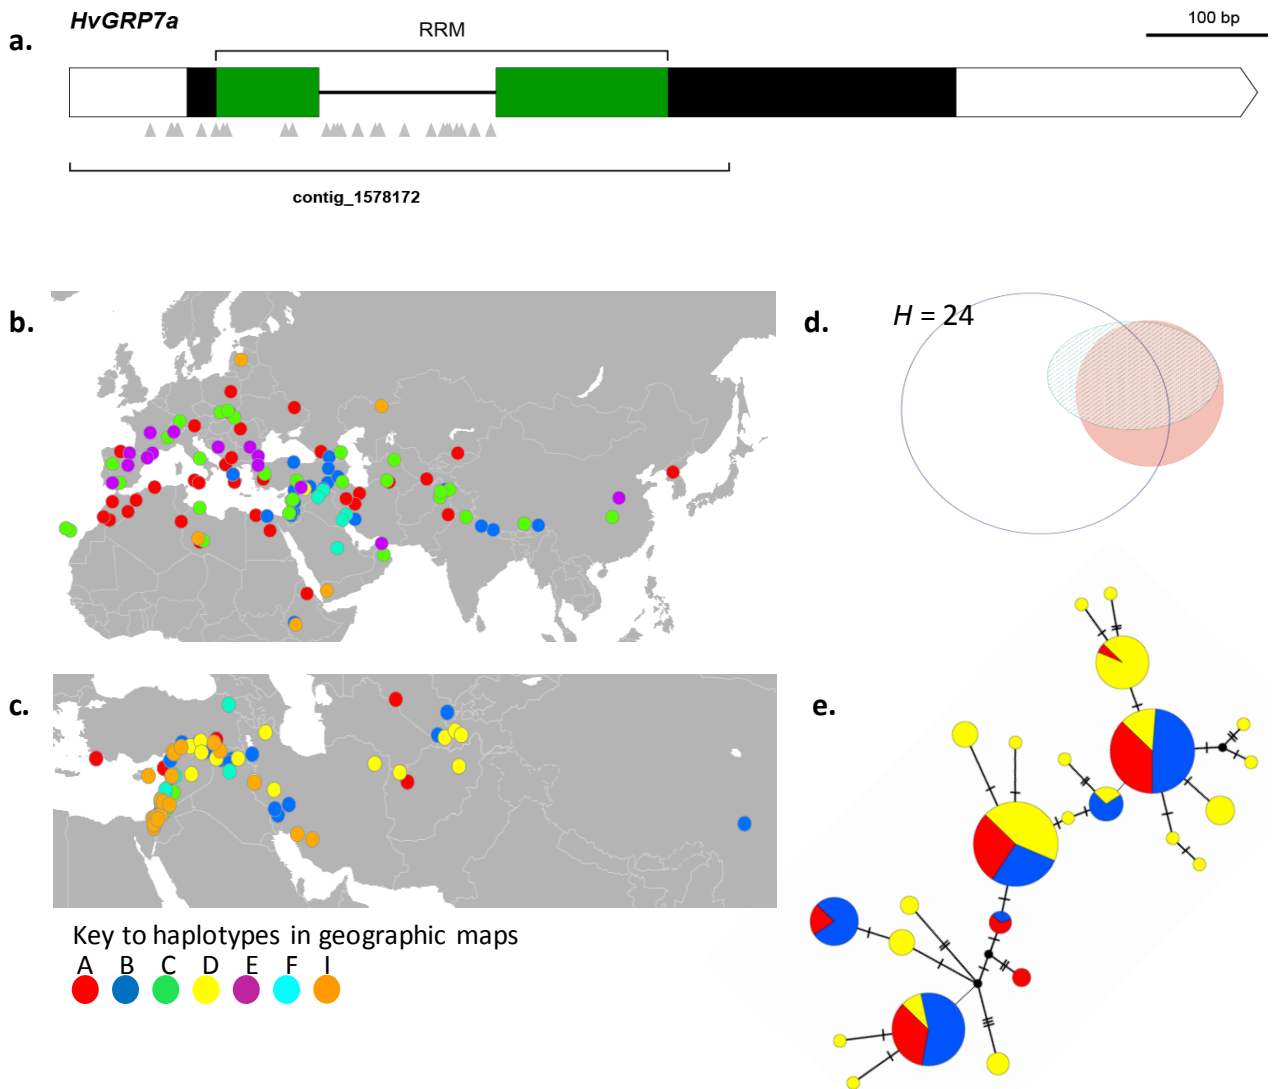 HvGRP7a
100 bp
a.
RRM
contig_1578172
b.
d.
H = 24
c.
e.
Key to haplotypes in geographic maps
A B C D E F I